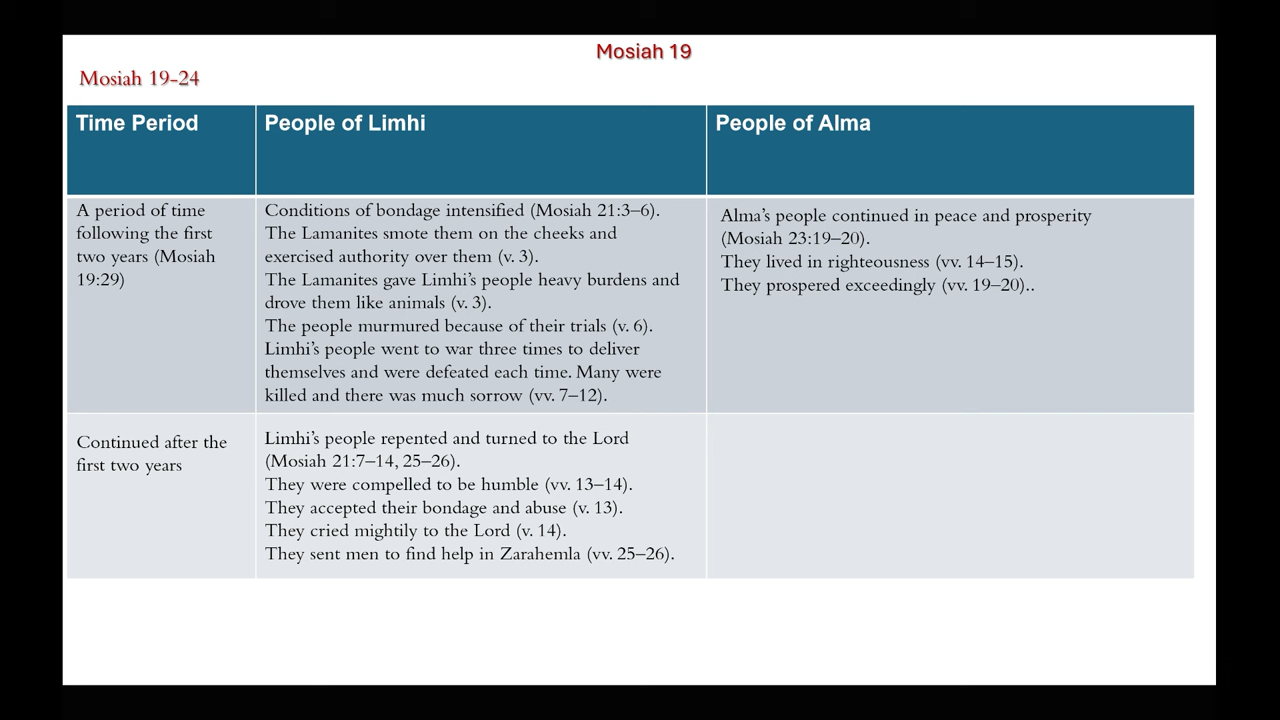 Mosiah 19
Mosiah 19-24
Time Period
People of Limhi
People of Alma
A period of time
following the first
two years (Mosiah
19:29)
Conditions of bondage intensified (Mosiah 21:3–6).
The Lamanites smote them on the cheeks and
exercised authority over them (v. 3).
The Lamanites gave Limhi’s people heavy burdens and
drove them like animals (v. 3).
The people murmured because of their trials (v. 6).
Limhi’s people went to war three times to deliver
themselves and were defeated each time. Many were
killed and there was much sorrow (vv. 7–12).
Alma’s people continued in peace and prosperity
(Mosiah 23:19–20).
They lived in righteousness (vv. 14–15).
They prospered exceedingly (vv. 19–20)..
Continued after the
first two years
Limhi’s people repented and turned to the Lord
(Mosiah 21:7–14, 25–26).
They were compelled to be humble (vv. 13–14).
They accepted their bondage and abuse (v. 13).
They cried mightily to the Lord (v. 14).
They sent men to find help in Zarahemla (vv. 25–26).